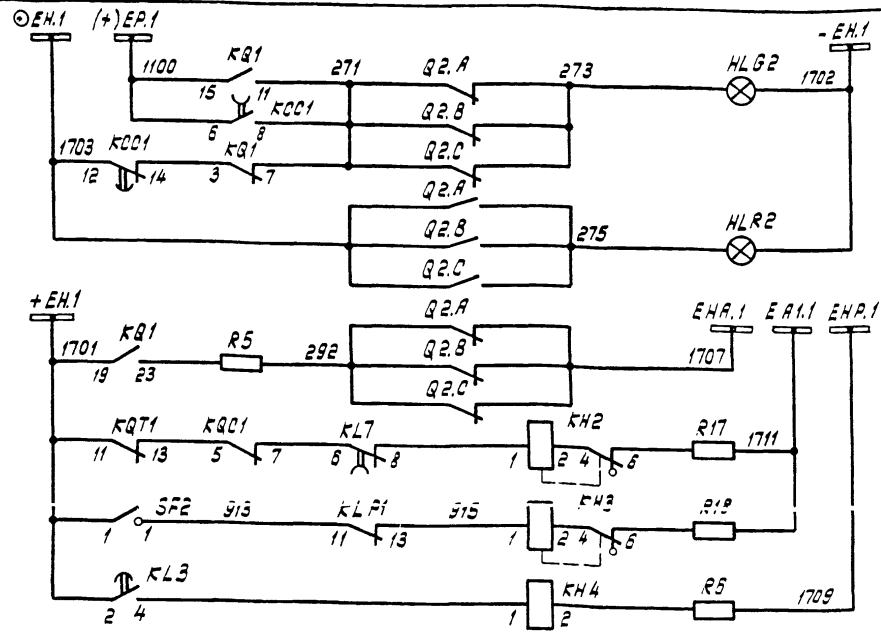 ⊙EH.1 (+)EP.1 -EH.1
1100 KQ1 271 Q2.A 273 HLG2 1702
15 11
6 8 KCC1 Q2.B
1703 KCC1 KQ1 Q2.C
12 14 3 7
Q2.A
Q2.B 275 HLR2
Q2.C
+EH.1 Q2.A EHA.1 EA1.1 EHP.1
1701 KQ1 R5 292 Q2.B 1707
19 23
Q2.C
KQT1 KQC1 KL7 KH2 R17 1711
11 13 5 7 6 8 1 2 4 6
SF2 913 KLP1 915 KH3 R18
1 1 11 13 1 2 4 6
KL3 KH4 R6 1709
2 4 1 2